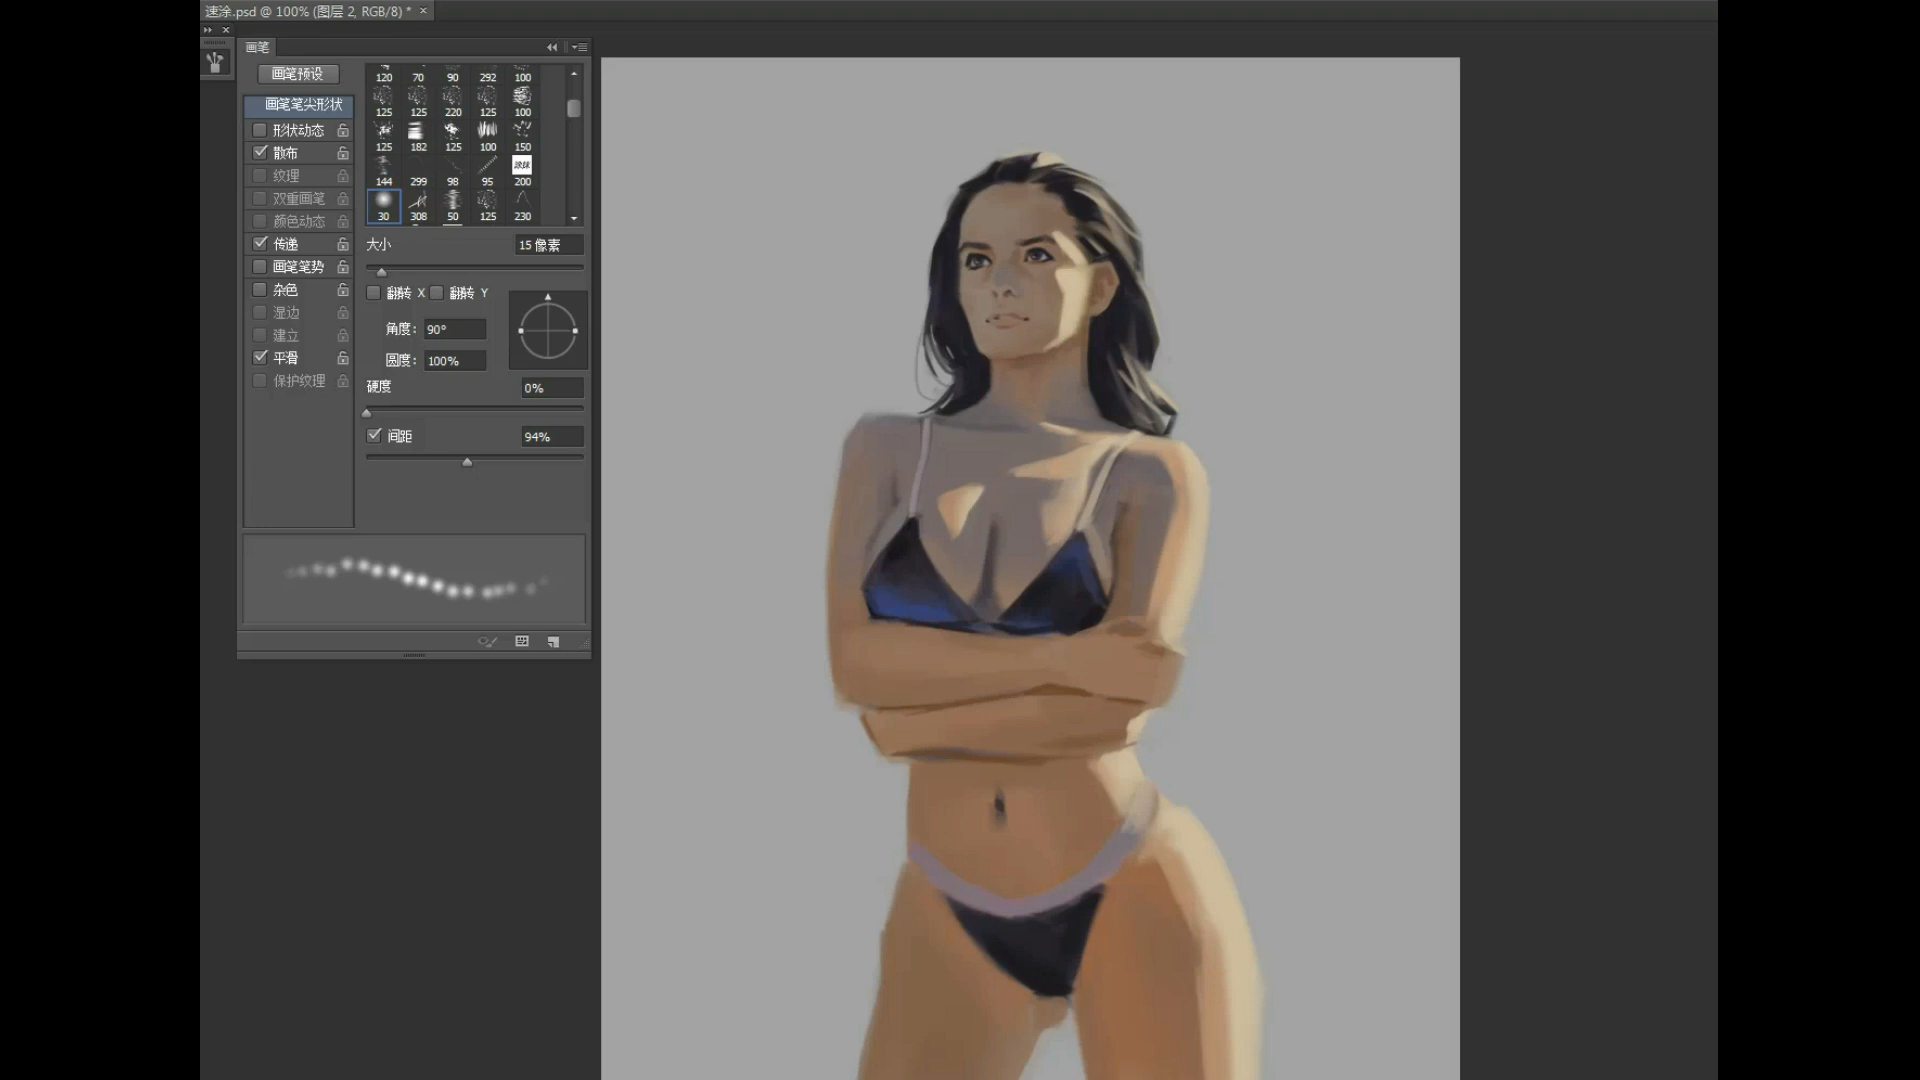 速涂.psd @ 100% (图层 2, RGB/8) * ×
画笔
画笔预设
120 70 90 292 100
画笔笔尖形状
125 125 220 125 100
形状动态
125 182 125 100 150
散布
纹理
144 299 98 95 200
双重画笔
颜色动态
30 308 50 125 230
传递
大小 15 像素
画笔笔势
杂色
翻转 X 翻转 Y
湿边
角度: 90°
建立
平滑
圆度: 100%
保护纹理
硬度 0%
间距 94%